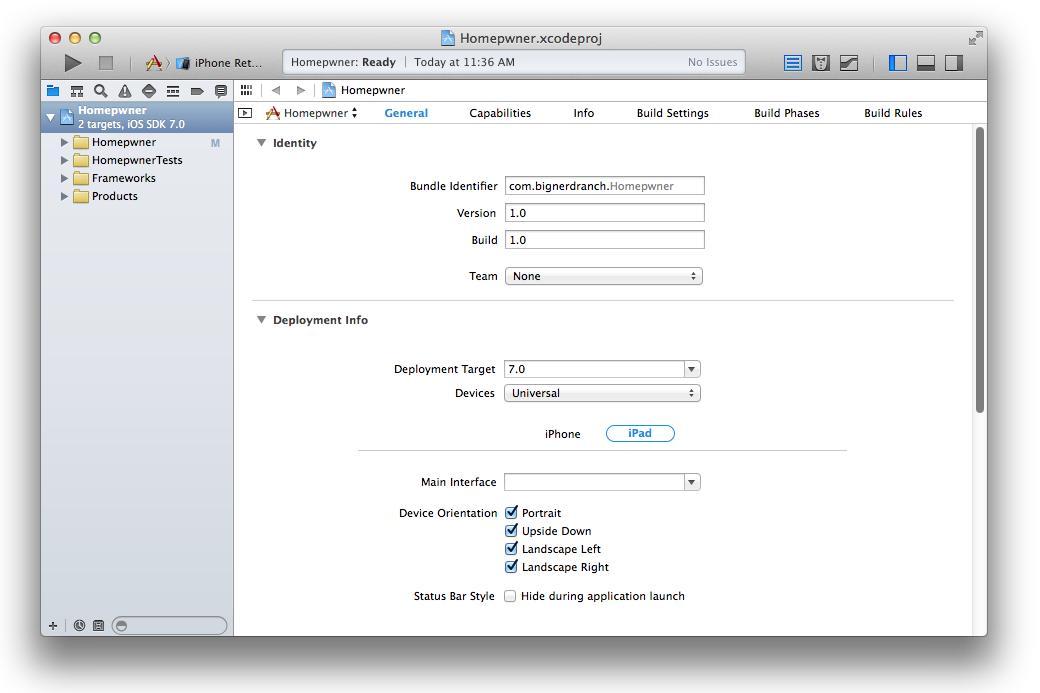 Homepwner.xcodeproj
iPhone Ret...
Homepwner: Ready | Today at 11:36 AM
No Issues
Homepwner
Homepwner
2 targets, iOS SDK 7.0
Homepwner
M
HomepwnerTests
Frameworks
Products
Homepwner
General
Capabilities
Info
Build Settings
Build Phases
Build Rules
Identity
Bundle Identifier
com.bignerdranch.Homepwner
Version
1.0
Build
1.0
Team
None
Deployment Info
Deployment Target
7.0
Devices
Universal
iPhone
iPad
Main Interface
Device Orientation
Portrait
Upside Down
Landscape Left
Landscape Right
Status Bar Style
Hide during application launch